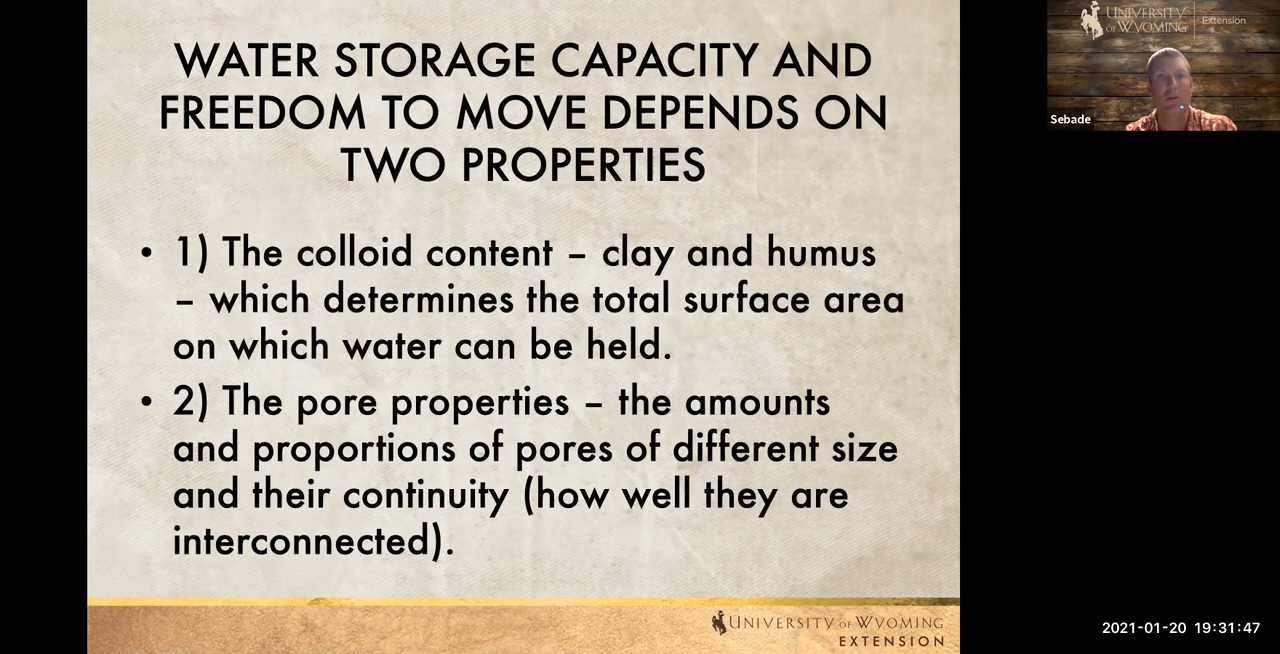 WATER STORAGE CAPACITY AND
FREEDOM TO MOVE DEPENDS ON
TWO PROPERTIES
• 1) The colloid content – clay and humus
– which determines the total surface area
on which water can be held.
• 2) The pore properties – the amounts
and proportions of pores of different size
and their continuity (how well they are
interconnected).
UNIVERSITY OF WYOMING
EXTENSION
UNIVERSITY
OF WYOMING
Extension
Sebade
2021-01-20 19:31:47